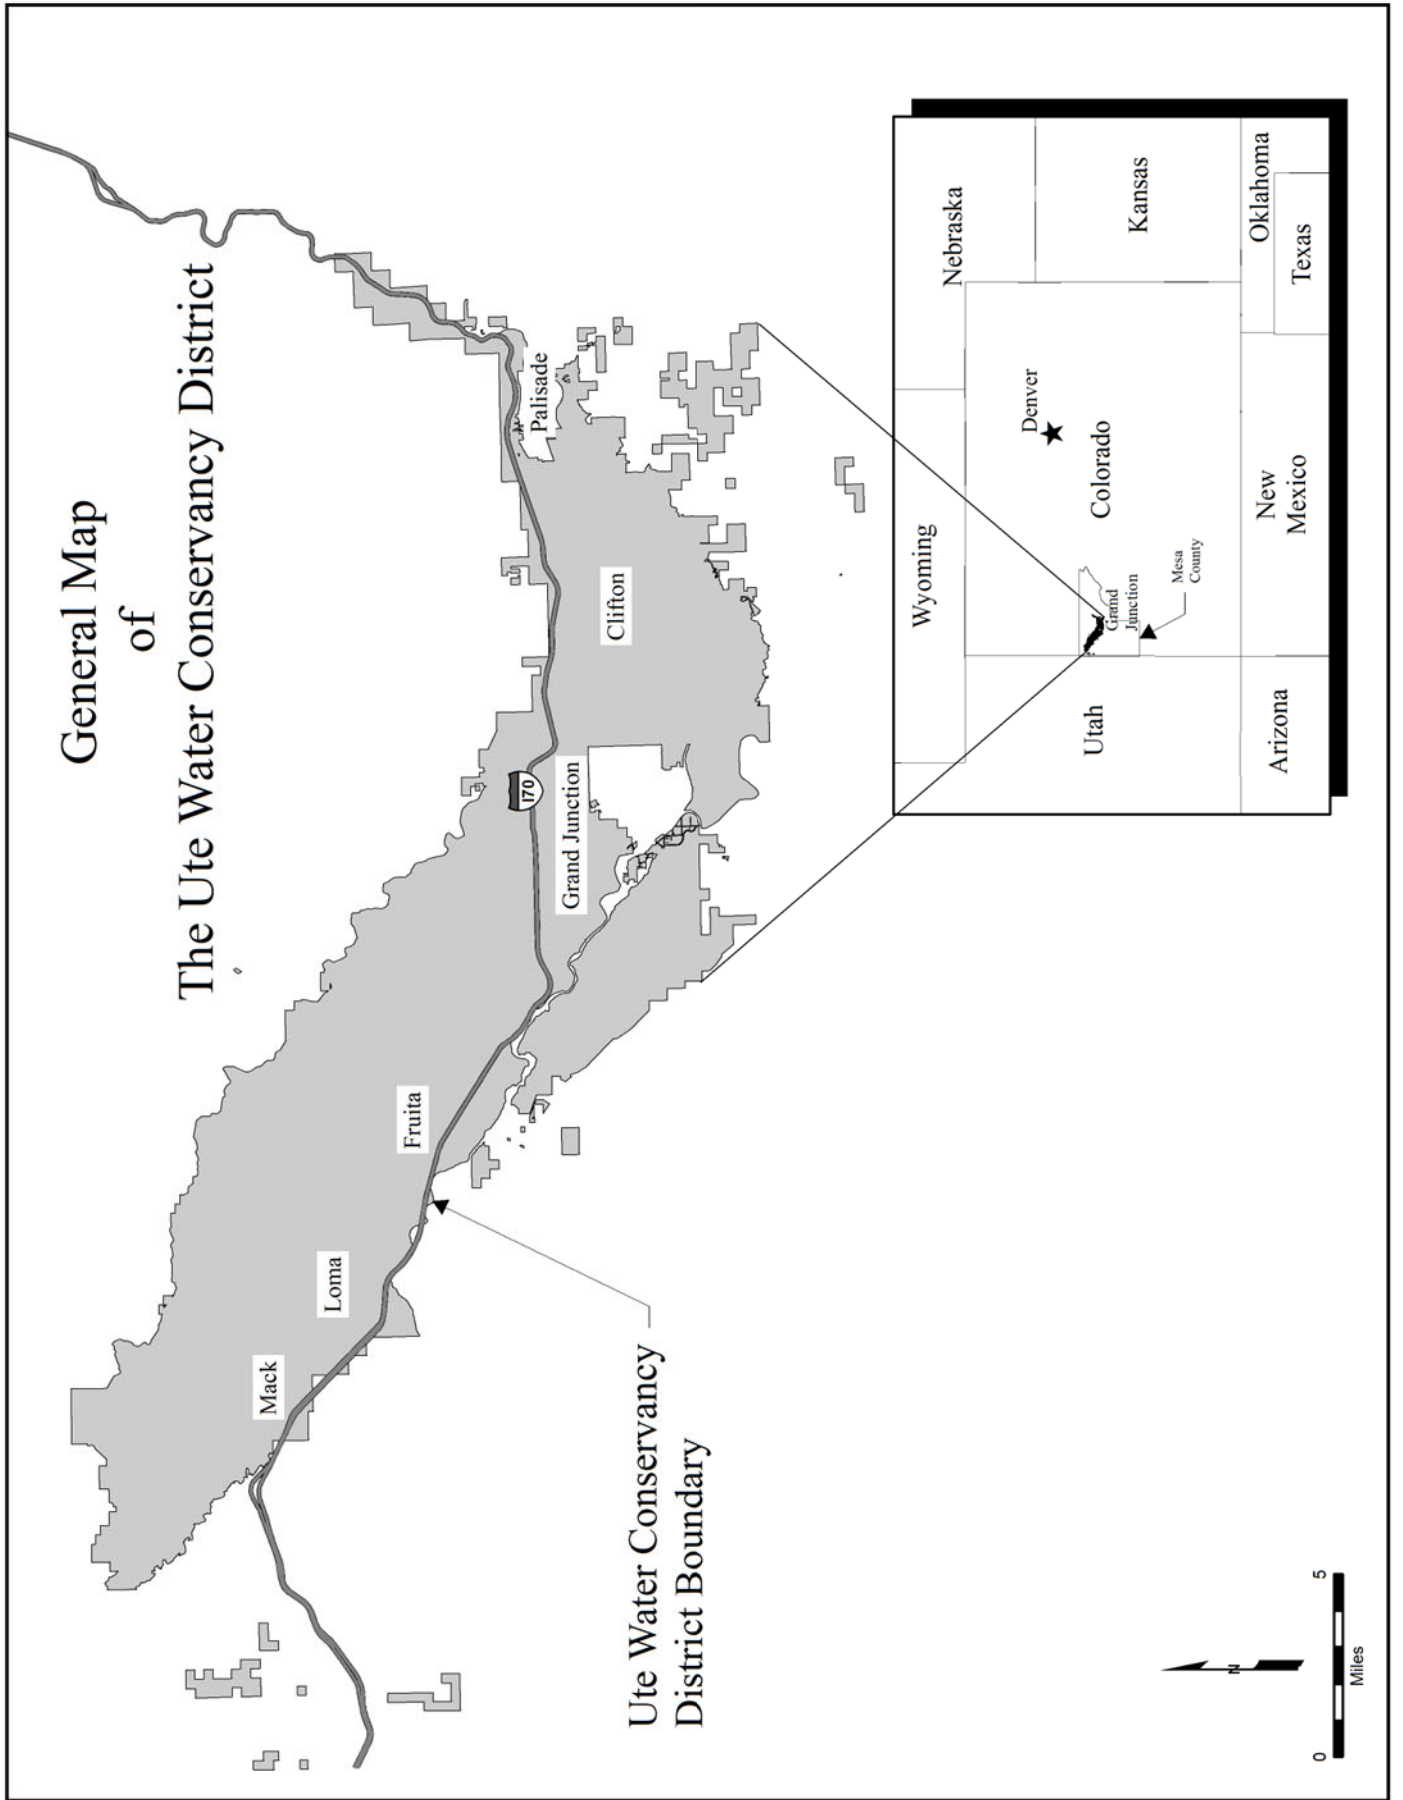 General Map
of
The Ute Water Conservancy District
Mack
Loma
Fruita
Grand Junction
I70
Clifton
Palisade
Ute Water Conservancy
District Boundary
0
5
Miles
N
Wyoming
Nebraska
Denver
Colorado
Kansas
Utah
Grand
Junction
Mesa
County
Arizona
New
Mexico
Oklahoma
Texas